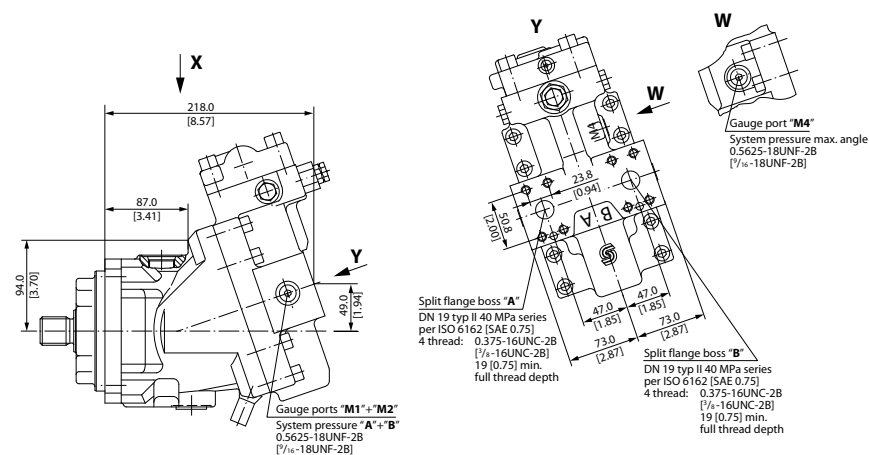 X
218.0
[8.57]
87.0
[3.41]
94.0
[3.70]
Y
49.0
[1.94]
Gauge ports "M1"+"M2"
System pressure "A"+"B"
0.5625-18UNF-2B
[9/16-18UNF-2B]
Y
W
M4
23.8
[0.94]
50.8
[2.00]
B A
S
47.0
[1.85]
47.0
[1.85]
73.0
[2.87]
73.0
[2.87]
Split flange boss "A"
DN 19 typ II 40 MPa series
per ISO 6162 [SAE 0.75]
4 thread: 0.375-16UNC-2B
[3/8-16UNC-2B]
19 [0.75] min.
full thread depth
Split flange boss "B"
DN 19 typ II 40 MPa series
per ISO 6162 [SAE 0.75]
4 thread: 0.375-16UNC-2B
[3/8-16UNC-2B]
19 [0.75] min.
full thread depth
W
Gauge port "M4"
System pressure max. angle
0.5625-18UNF-2B
[9/16-18UNF-2B]